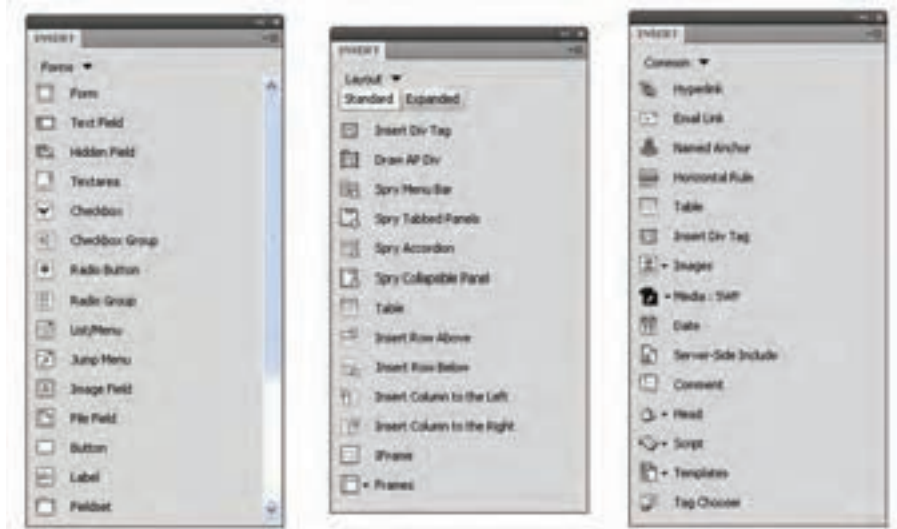 INSERT
Forms
Form
Text Field
Hidden Field
Textarea
Checkbox
Checkbox Group
Radio Button
Radio Group
List/Menu
Jump Menu
Image Field
File Field
Button
Label
Fieldset
INSERT
Layout
Standard Expanded
Insert Div Tag
Draw AP Div
Spry Menu Bar
Spry Tabbed Panels
Spry Accordion
Spry Collapsible Panel
Table
Insert Row Above
Insert Row Below
Insert Column to the Left
Insert Column to the Right
IFrame
Frames
INSERT
Common
Hyperlink
Email Link
Named Anchor
Horizontal Rule
Table
Insert Div Tag
Images
Media : SWF
Date
Server-Side Include
Comment
Head
Script
Templates
Tag Chooser